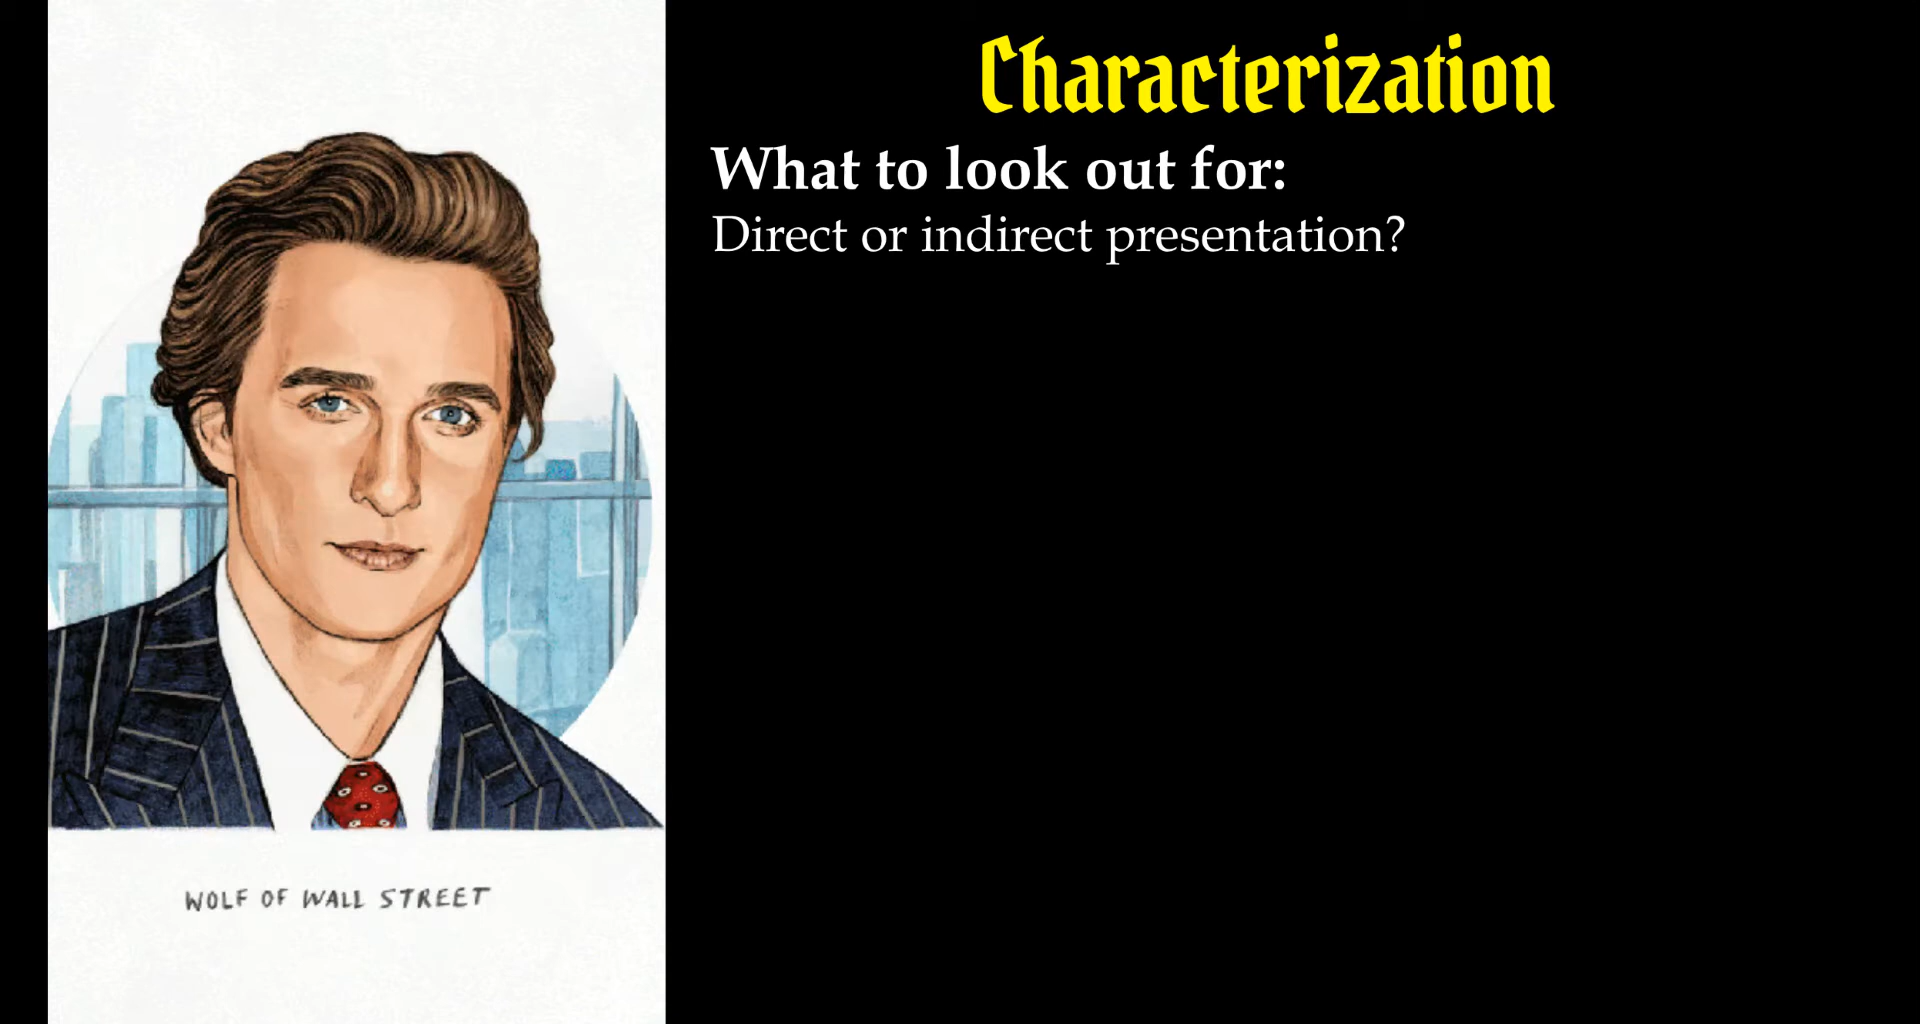 Characterization
What to look out for:
Direct or indirect presentation?
WOLF OF WALL STREET